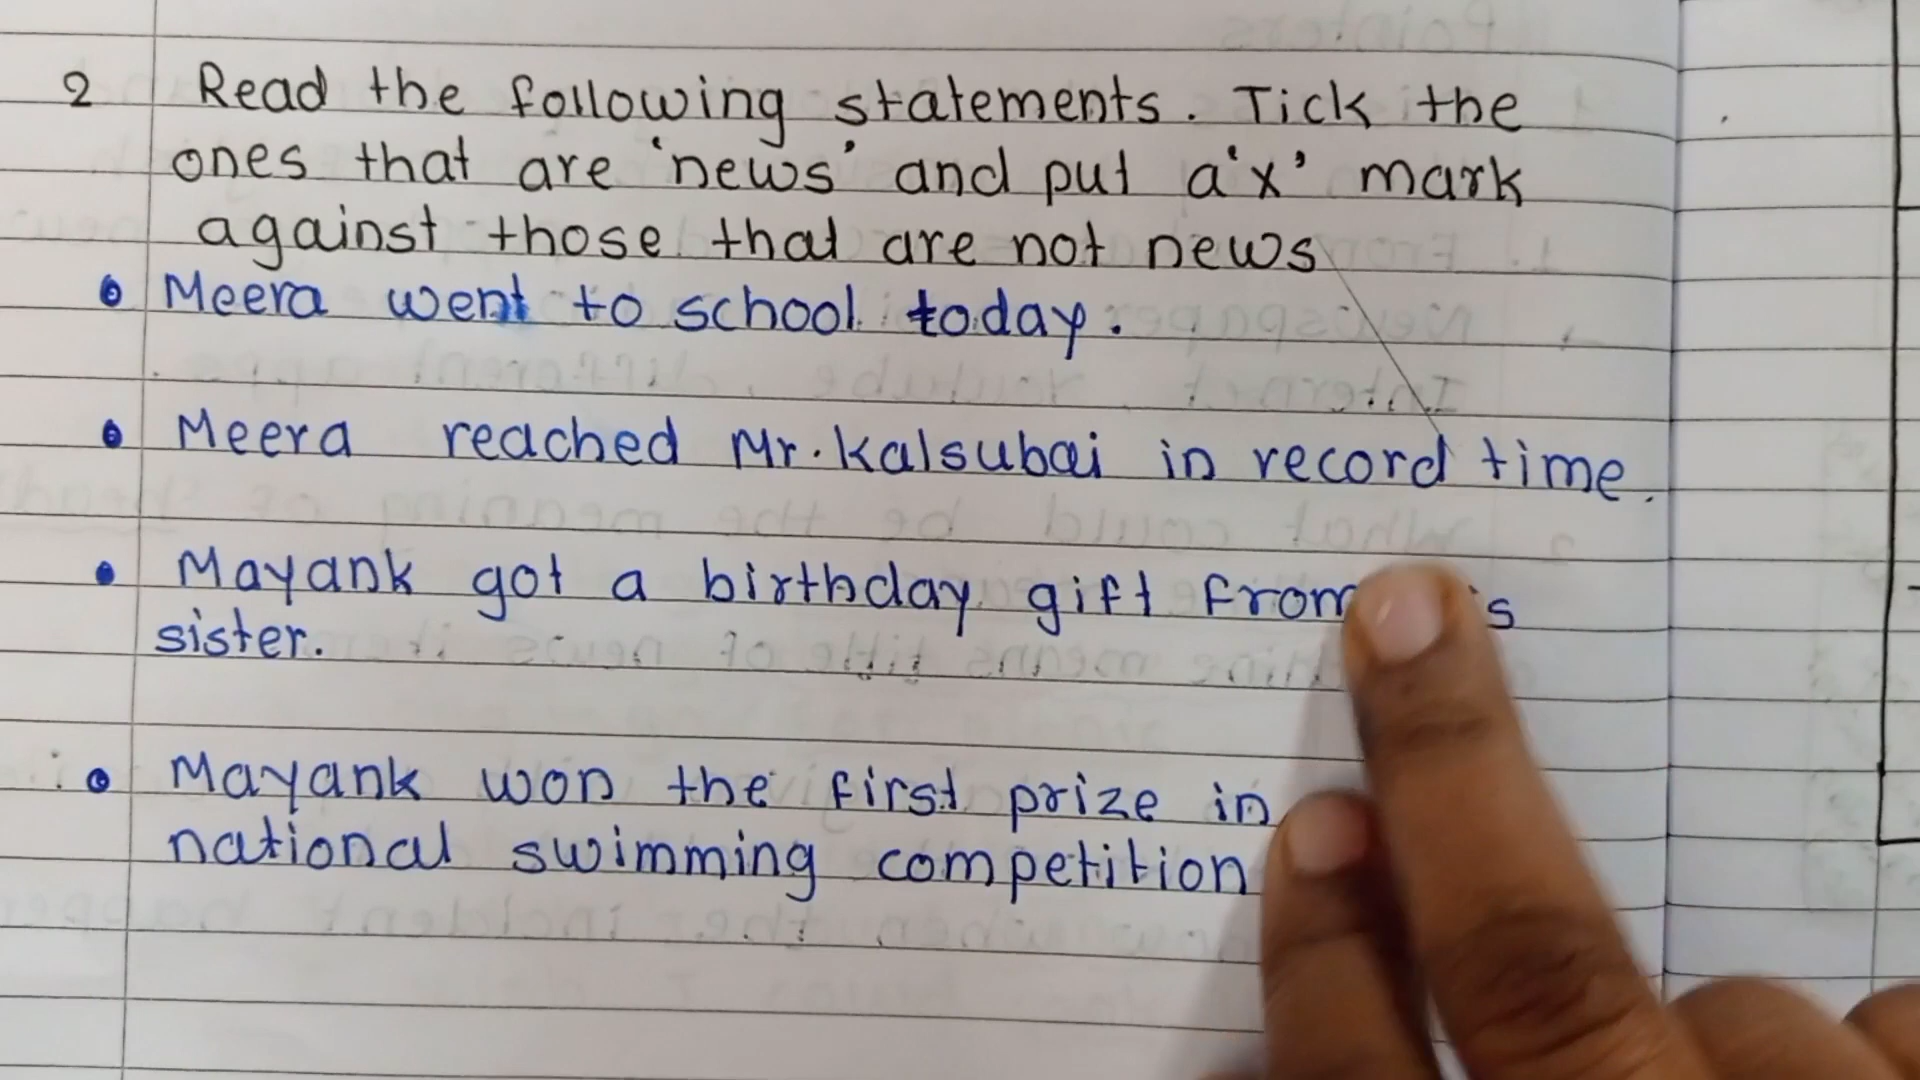 2 Read the following statements. Tick the
ones that are 'news' and put a 'x' mark
against those that are not news
• Meera went to school today.
• Meera reached Mr. Kalsubai in record time.
• Mayank got a birthday gift from
sister.
• Mayank won the first prize in
national swimming competition